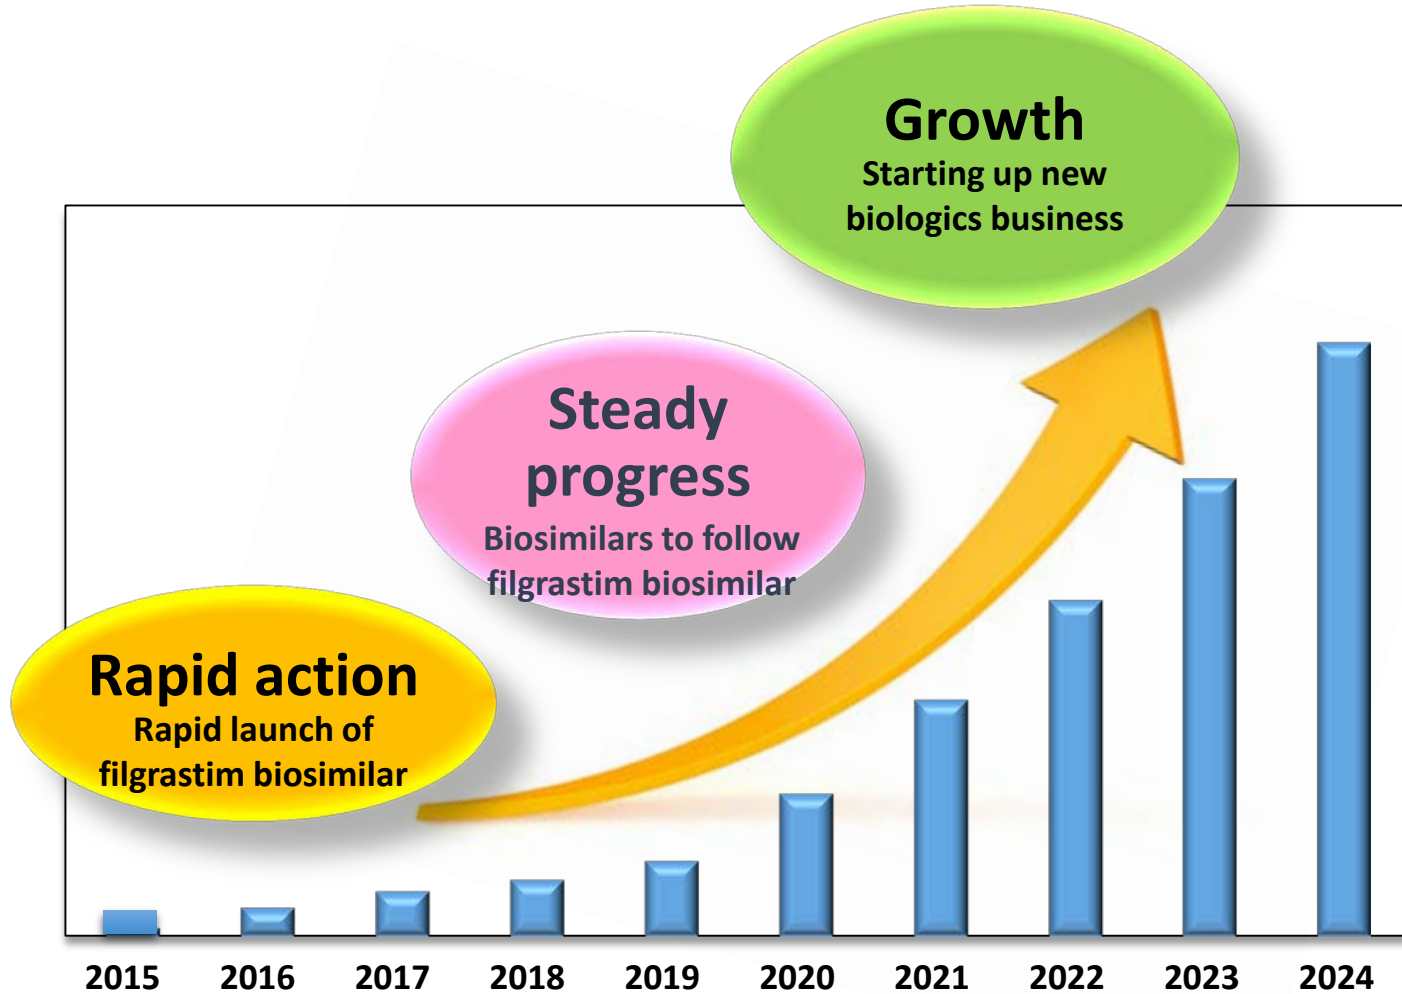 Growth
Starting up new
biologics business
Steady
progress
Biosimilars to follow
filgrastim biosimilar
Rapid action
Rapid launch of
filgrastim biosimilar
2015 2016 2017 2018 2019 2020 2021 2022 2023 2024